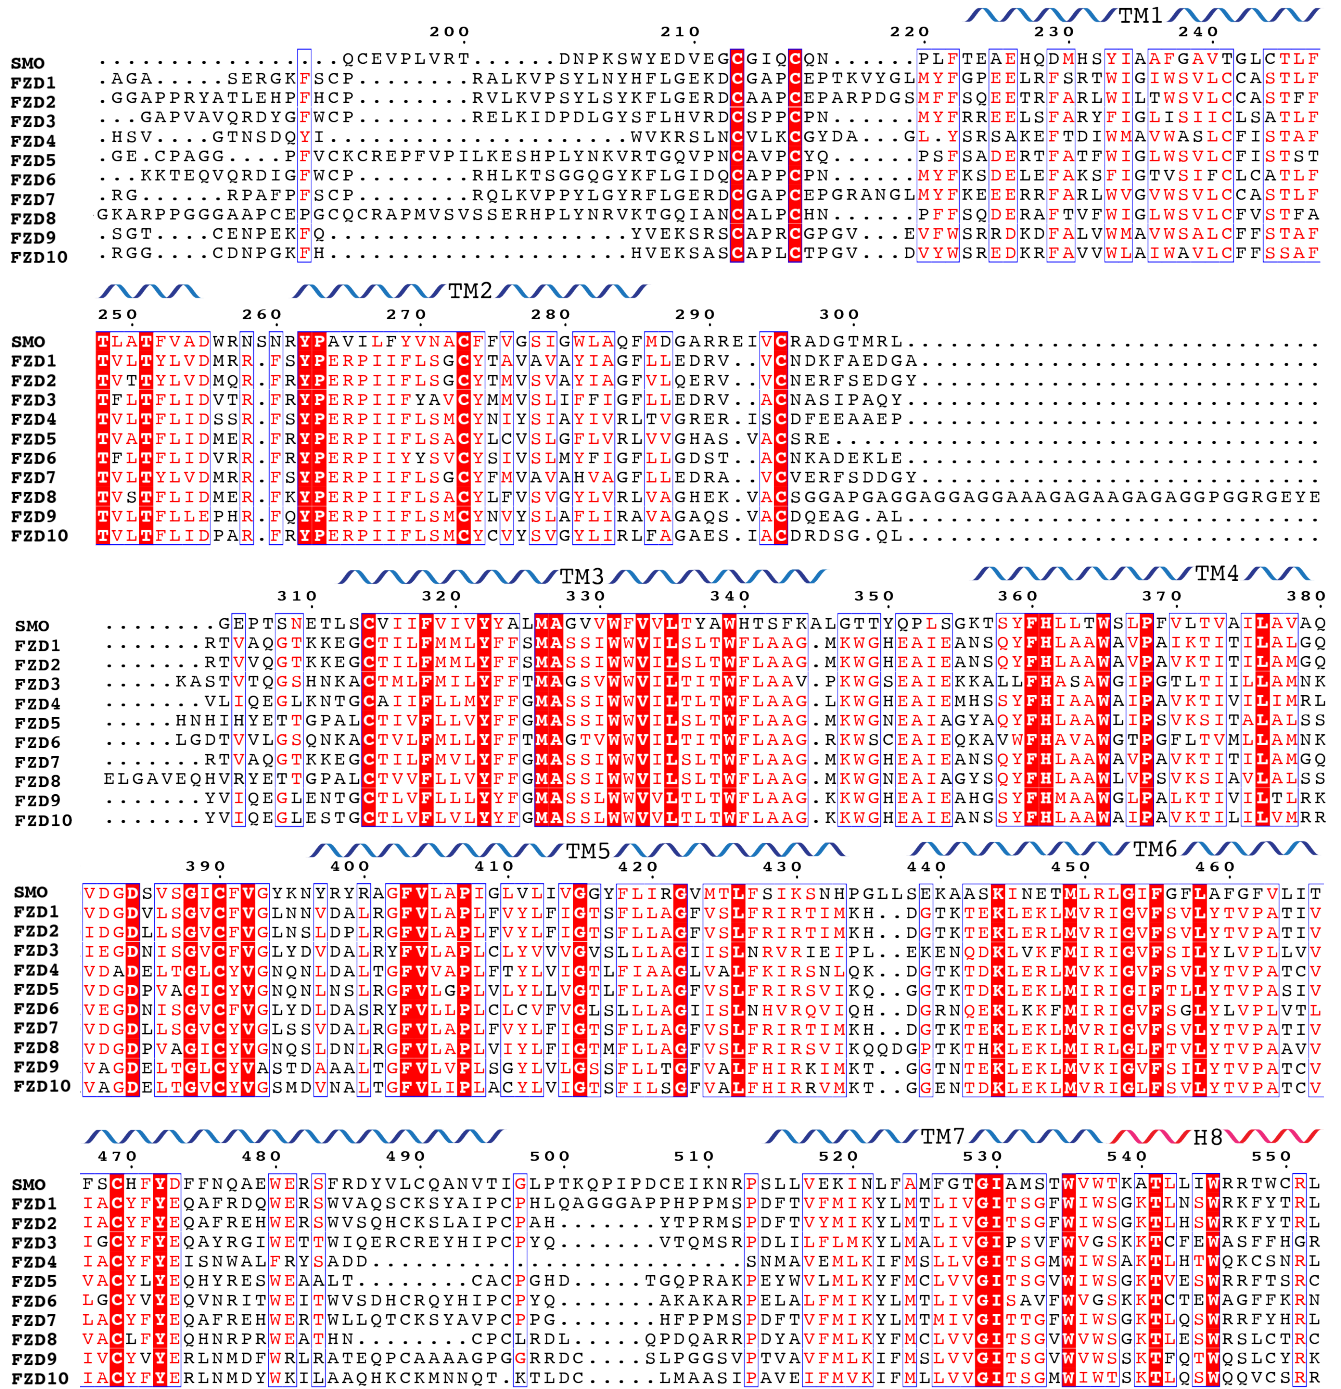 TM1
200 210 220 230 240
SMO .................QCEVPLVRT........DNPKSWYEDVEGCGIQCQN......PLFTEAEHQDMHSYIAAFGAVTGLCTLF
FZD1 .AGA.....SERGKFSCP........RALKVPSYLNYHFLGEKDCGAPCEPTKVYGLMYFGPEELRFSRTWIGIWSVLCCASTLF
FZD2 .GGAPPRYATLEHPFHCP........RVLKVPSYLSYKFLGERDCAAPCEPARPDGSMFFSQEETRFARLWILTWSVLCCASTFF
FZD3 ...GAPVAVQRDYGFWCP........RELKIDPDLGYSFLHVRDCSPPCPN......MYFRREELSFARYFIGLISIICLSATLF
FZD4 .HSV....GTNSDQYI.....................WVKRSLNCVLKCGYDA...GL.YSRSAKEFTDIWMAVWASLCFISTAF
FZD5 .GE.CPAGG....PFVCKCREPFVPILKESHPLYNKVRTGQVPNCAVPCYQ......PSFSADERTFATFWIGLWSVLCFISTST
FZD6 ...KKTEQVQRDIGFWCP........RHLKTSGGQGYKFLGIDQCAPPCPN......MYFKSDELEFAKSFIGTVSIFCLCATLF
FZD7 .RG......RPAFPFSCP........RQLKVPPYLGYRFLGERDCGAPCEPGRANGLMYFKEEERRFARLWVGVWSVLCCASTLF
FZD8 GKARPPGGGAAPCEPGCQCRAPMVSVSSERHPLYNRVKTGQIANCALPCHN......PFFSQDERAFTVFWIGLWSVLCFVSTFA
FZD9 .SGT....CENPEKFQ.....................YVEKSRSCAPRCGPGV...EVFWSRRDKDFALVWMAVWSALCFFSTAF
FZD10 .RGG....CDNPGKFH.....................HVEKSASCAPLCTPGV....DVYWSREDKRFAVVWLAIWAVLCFFSSAF
TM2
250 260 270 280 290 300
SMO TLATFVADWRNSNRYPAVILFYVNACFFVGSIGWLAQFMDGARREIVCRADGTMRL.............................
FZD1 TVLTYLVDMRR.FSYPERPIIFLSGCYTAVAVAYIAGFLLEDRV..VCNDKFAEDGA............................
FZD2 TVTTYLVDMQR.FRYPERPIIFLSGCYTMVSVAYIAGFVLQERV..VCNERFSEDGY............................
FZD3 TFLTFLIDVTR.FRYPERPIIFYAVCYMMVSLIFFIGFLLEDRV..ACNASIPAQY.............................
FZD4 TVLTFLIDSSR.FSYPERPIIFLSMCYNIYSIAYIVRLTVGRER.ISCDFEEAAEP.............................
FZD5 TVATFLIDMER.FRYPERPIIFLSACYLCVSLGFLVRLVVGHAS.VACSRE..................................
FZD6 TFLTFLIDVRR.FRYPERPIIYYSVCYSIVSLMYFIGFLLGDST..ACNKADEKLE.............................
FZD7 TVLTYLVDMRR.FSYPERPIIFLSGCYFMVAVAHVAGFLLEDRA..VCVERFSDDGY............................
FZD8 TVSTFLIDMER.FKYPERPIIFLSACYLFVSVGYLVRLVAGHEK.VACSGGAPGAGGAGGAGGAAAGAGAAGAGAGGPGGRGEYE
FZD9 TVLTFLLEPHR.FQYPERPIIFLSMCYNVYSLAFLIRAVAGAQS.VACDQEAG.AL.............................
FZD10 TVLTFLIDPAR.FRYPERPIIFLSMCYCVYSVGYLIRLFAGAES.IACDRDSG.QL.............................
TM3 TM4
310 320 330 340 350 360 370 380
SMO ........GEPTSNETLSCVIIFVIVYYALMAGVVWFVVLTYAWHTSFKALGTTYQPLSGKTSYFHLLTWSLPFVLTVAILAVAQ
FZD1 .......RTVAQGTKKEGCTILFMMLYFFSMASSIWWVILSLTWFLAAG.MKWGHEAIEANSQYFHLAAWAVPAIKTITILAMGQ
FZD2 .......RTVVQGTKKEGCTILFMMLYFFSMASSIWWVILSLTWFLAAG.MKWGHEAIEANSQYFHLAAWAVPAVKTITILAMGQ
FZD3 .....KASTVTQGSHNKACTMLFMILYFFTMAGSVWWVILTITWFLAAV.PKWGSEAIEKKALLFHASAWGIPGTLTIILLAMNK
FZD4 .......VLIQEGLKNTGCAIIFLLMYFFGMASSIWWVILTLTWFLAAG.LKWGHEAIEMHSSYFHIAAWAIPAVKTIVILIMRL
FZD5 .....HNHIHYETTGPALCTIVFLLVYFFGMASSIWWVILSLTWFLAAG.MKWGNEAIAGYAQYFHLAAWLIPSVKSITALALSS
FZD6 .....LGDTVVLGSQNKACTVLFMLLYFFTMAGTVWWVILTITWFLAAG.RKWSCEAIEQKAVWFHAVAWGTPGFLTVMLLAMNK
FZD7 .......RTVAQGTKKEGCTILFMVLYFFGMASSIWWVILSLTWFLAAG.MKWGHEAIEANSQYFHLAAWAVPAVKTITILAMGQ
FZD8 ELGAVEQHVRYETTGPALCTVVFLLVYFFGMASSIWWVILSLTWFLAAG.MKWGNEAIAGYSQYFHLAAWLVPSVKSIAVLALSS
FZD9 .......YVIQEGLENTGCTLVFLLLYYFGMASSLWWVVLTLTWFLAAG.KKWGHEAIEAHGSYFHMAAWGLPALKTIVILTLRK
FZD10 .......YVIQEGLESTGCTLVFLVLYYFGMASSLWWVVLTLTWFLAAG.KKWGHEAIEANSSYFHLAAWAIPAVKTILILVMRR
TM5 TM6
390 400 410 420 430 440 450 460
SMO VDGDSVSGICFVGYKNYRYRAGFVLAPIGLVLIVGGYFLIRGVMTLFSIKSNHPGLLSEKAASKINETMLRLGIFGFLAFGFVLIT
FZD1 VDGDVLSGVCFVGLNNVDALRGFVLAPLFVYLFIGTSFLLAGFVSLFRIRTIMKH..DGTKTEKLEKLMVRIGVFSVLYTVPATIV
FZD2 IDGDLLSGVCFVGLNSLDPLRGFVLAPLFVYLFIGTSFLLAGFVSLFRIRTIMKH..DGTKTEKLERLMVRIGVFSVLYTVPATIV
FZD3 IEGDNISGVCFVGLYDVDALRYFVLAPLCLYVVVGVSLLLAGIISLNRVRIEIPL..EKENQDKLVKFMIRIGVFSILYLVPLLVV
FZD4 VDADELTGLCYVGNQNLDALTGFVVAPLFTYLVIGTLFIAAGLVALFKIRSNLQK..DGTKTDKLERLMVKIGVFSVLYTVPATCV
FZD5 VDGDPVAGICYVGNQNLNSLRGFVLGPLVLYLLVGTLFLLAGFVSLFRIRSVIKQ..GGTKTDKLEKLMIRIGIFTLLYTVPASIV
FZD6 VEGDNISGVCFVGLYDLDASRYFVLLPLCLCVFVGLSLLLAGIISLNHVRQVIQH..DGRNQEKLKKFMIRIGVFSGLYLVPLVTL
FZD7 VDGDLLSGVCYVGLSSVDALRGFVLAPLFVYLFIGTSFLLAGFVSLFRIRTIMKH..DGTKTEKLEKLMVRIGVFSVLYTVPATIV
FZD8 VDGDPVAGICYVGNQSLDNLRGFVLAPLVIYLFIGTMFLLAGFVSLFRIRSVIKQQDGPTKTHKLEKLMIRLGLFTVLYTVPAAVV
FZD9 VAGDELTGLCYVASTDAAALTGFVLVPLSGYLVLGSSFLLTGFVALFHIRKIMKT..GGTNTEKLEKLMVKIGVFSILYTVPATCV
FZD10 VAGDELTGVCYVGSMDVNALTGFVLIPLACYLVIGTSFILSGFVALFHIRRVMKT..GGENTDKLEKLMVRIGLFSVLYTVPATCV
TM7 H8
470 480 490 500 510 520 530 540 550
SMO FSCHFYDFFNQAEWERSFRDYVLCQANVTIGLPTKQPIPDCEIKNRPSLLVEKINLFAMFGTGIAMSTWVWTKATLLIWRRTWCRL
FZD1 IACYFYEQAFRDQWERSWVAQSCKSYAIPCPHLQAGGGAPPHPPMSPDFTVFMIKYLMTLIVGITSGFWIWSGKTLNSWRKFYTRL
FZD2 IACYFYEQAFREHWERSWVSQHCKSLAIPCPAH.......YTPRMSPDFTVYMIKYLMTLIVGITSGFWIWSGKTLHSWRKFYTRL
FZD3 IGCYFYEQAYRGIWETTWIQERCREYHIPCPYQ.......VTQMSRPDLILFLMKYLMALIVGIPSVFWVGSKKTCFEWASFFHGR
FZD4 IACYFYEISNWALFRYSADD..........................SNMAVEMLKIFMSLLVGITSGMWIWSAKTLHTWQKCSNRL
FZD5 VACYLYEQHYRESWEAALT........CACPGHD.....TGQPRAKPEYWVLMLKYFMCLVVGITSGVWIWSGKTVESWRRFTSRC
FZD6 LGCYVYEQVNRITWEITWVSDHCRQYHIPCPYQ.......AKAKARPELALFMIKYLMTLIVGISAVFWVGSKKTCTEWAGFFKRN
FZD7 LACYFYEQAFREHWERTWLLQTCKSYAVPCPPG.......HFPPMSPDFTVFMIKYLMTMIVGITTGFWIWSGKTLQSWRRFYHRL
FZD8 VACLFYEQHNRPRWEATHN........CPCLRDL.....QPDQARRPDYAVFMLKYFMCLVVGITSGVWVWSGKTLESWRSLCTRC
FZD9 IVCYVYERLNMDFWRLRATEQPCAAAAGPGGRRDC.....SLPGGSVPTVAVFMLKIFMSLVVGITSGVWVWSSKTFQTWQSLCYRK
FZD10 IACYFYERLNMDYWKILAAQHKCKMNNQT.KTLDC.....LMAASIPAVEIFMVKIFMLLVVGITSGMWIWTSKTLQSWQQVCSRR